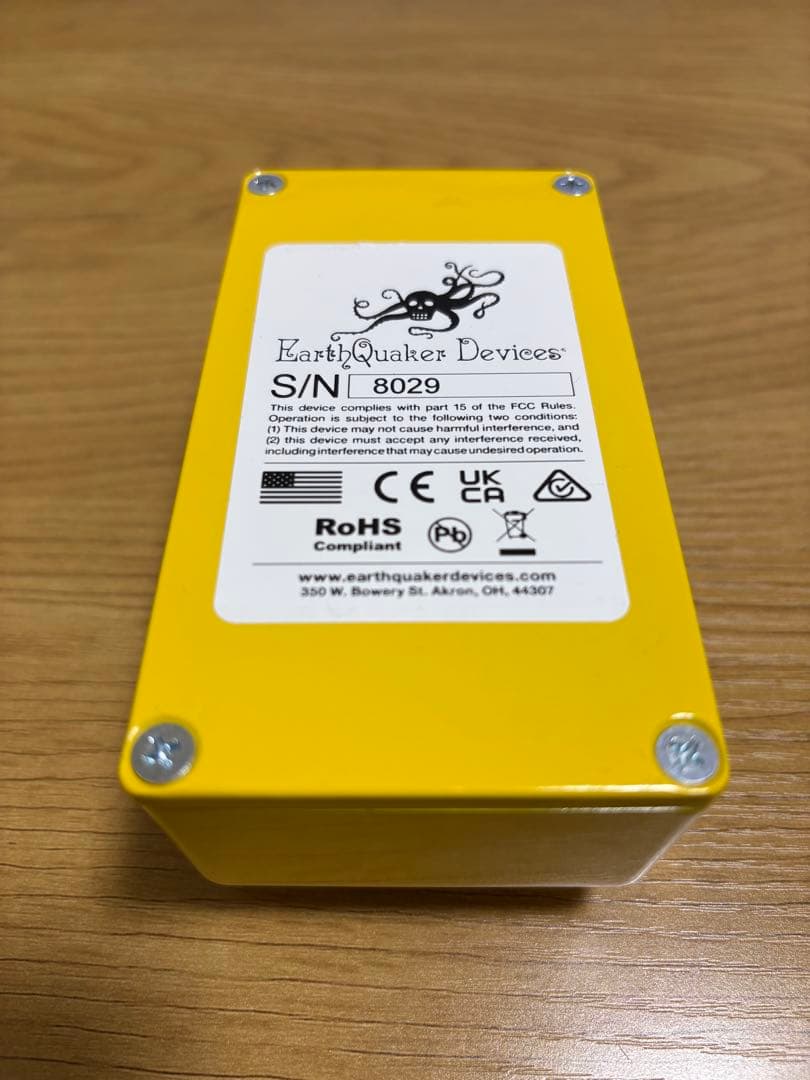 EarthQuaker Devices
S/N 8029
This device complies with part 15 of the FCC Rules.
Operation is subject to the following two conditions:
(1) This device may not cause harmful interference, and
(2) this device must accept any interference received,
including interference that may cause undesired operation.
CE UK
CA
RoHS Pb
Compliant
www.earthquakerdevices.com
350 W. Bowery St. Akron, OH, 44307